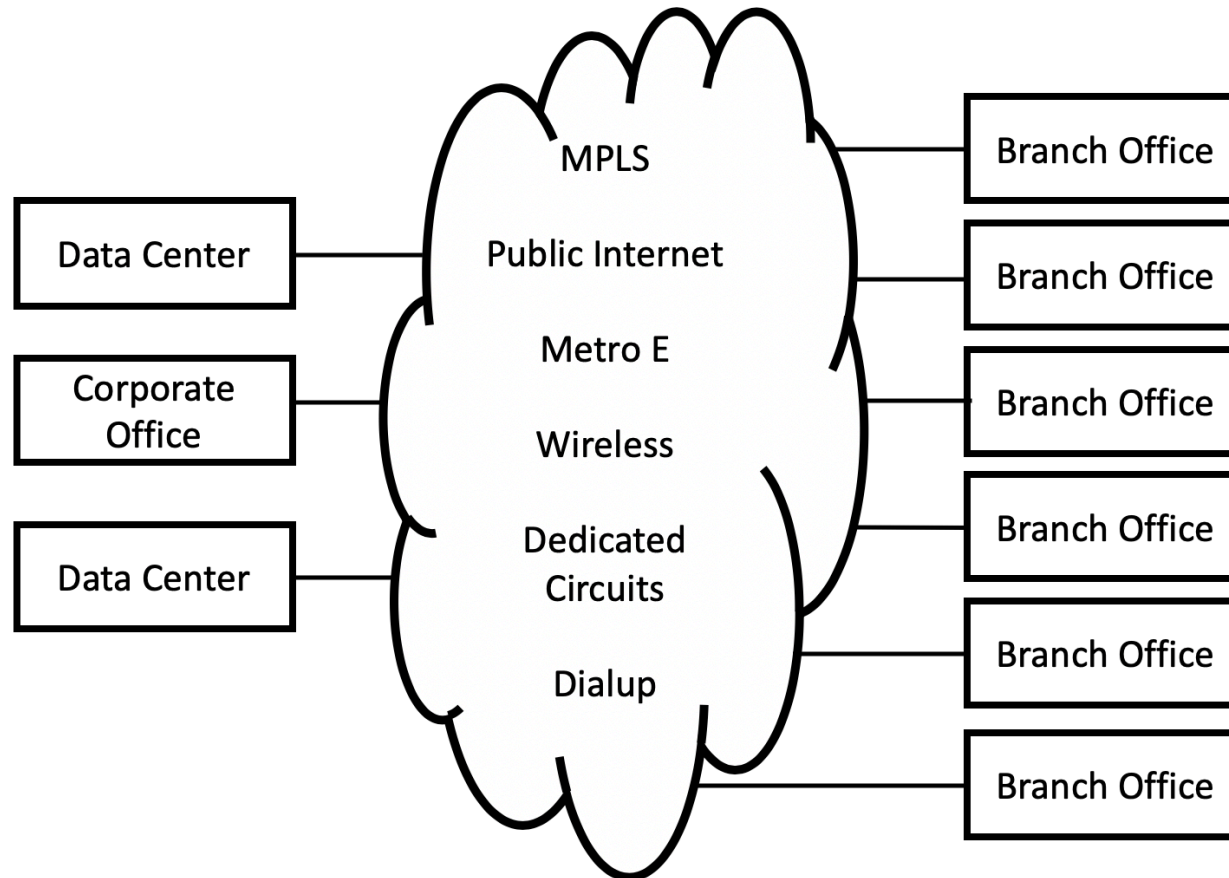 Data Center
Corporate
Office
Data Center
MPLS
Public Internet
Metro E
Wireless
Dedicated
Circuits
Dialup
Branch Office
Branch Office
Branch Office
Branch Office
Branch Office
Branch Office